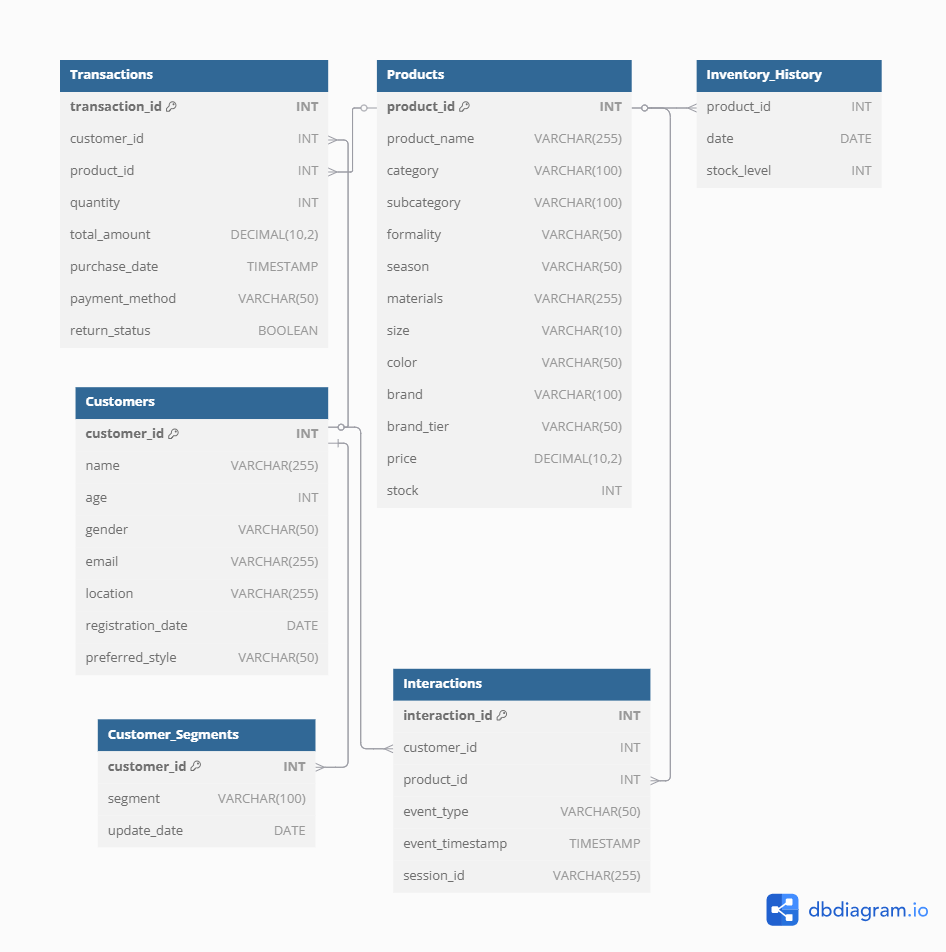 Transactions
transaction_id INT
customer_id INT
product_id INT
quantity INT
total_amount DECIMAL(10,2)
purchase_date TIMESTAMP
payment_method VARCHAR(50)
return_status BOOLEAN
Products
product_id INT
product_name VARCHAR(255)
category VARCHAR(100)
subcategory VARCHAR(100)
formality VARCHAR(50)
season VARCHAR(50)
materials VARCHAR(255)
size VARCHAR(10)
color VARCHAR(50)
brand VARCHAR(100)
brand_tier VARCHAR(50)
price DECIMAL(10,2)
stock INT
Inventory_History
product_id INT
date DATE
stock_level INT
Customers
customer_id INT
name VARCHAR(255)
age INT
gender VARCHAR(50)
email VARCHAR(255)
location VARCHAR(255)
registration_date DATE
preferred_style VARCHAR(50)
Customer_Segments
customer_id INT
segment VARCHAR(100)
update_date DATE
Interactions
interaction_id INT
customer_id INT
product_id INT
event_type VARCHAR(50)
event_timestamp TIMESTAMP
session_id VARCHAR(255)
dbdiagram.io